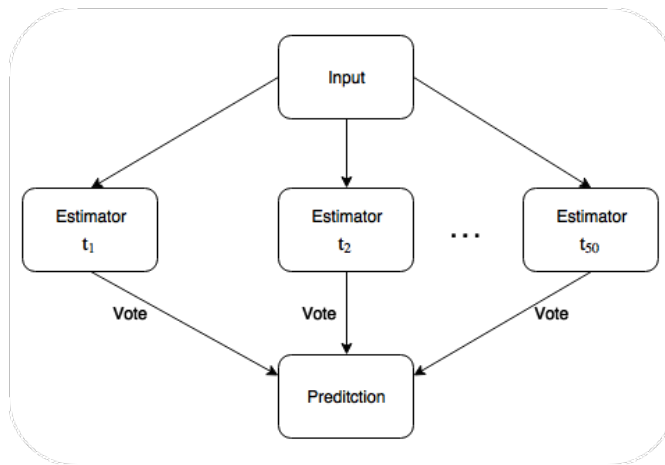 Input
Estimator
t₁
Estimator
t₂
...
Estimator
t₅₀
Vote
Vote
Vote
Preditction